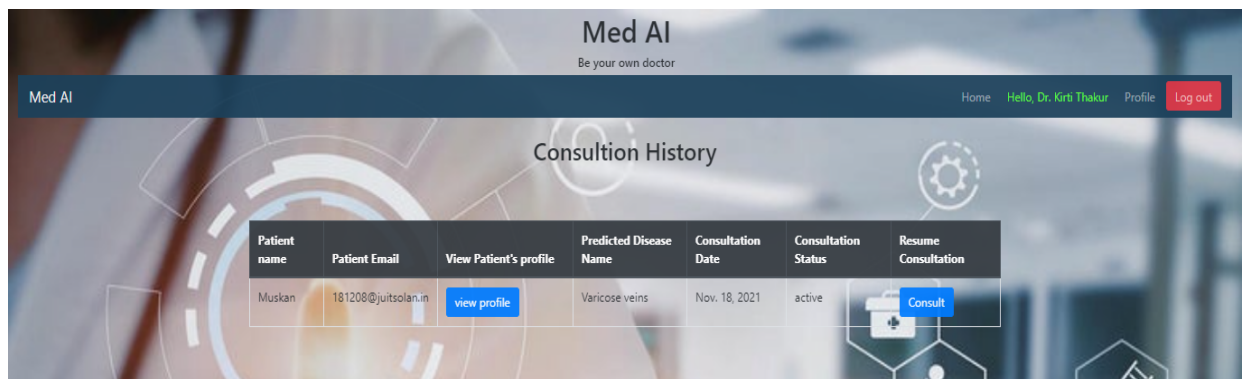 Med AI
Be your own doctor
Med AI Home Hello, Dr. Kirti Thakur Profile Log out
Consultion History
Patient name Patient Email View Patient's profile Predicted Disease Name Consultation Date Consultation Status Resume Consultation
Muskan 181208@juitsolan.in view profile Varicose veins Nov. 18, 2021 active Consult